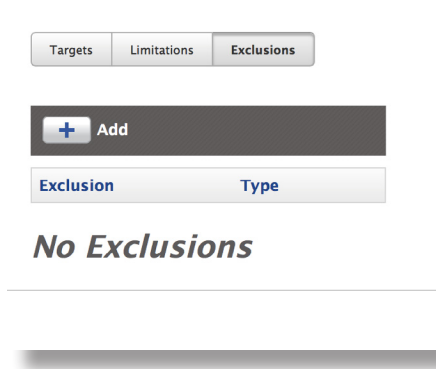 Targets Limitations Exclusions
+ Add
Exclusion Type
No Exclusions